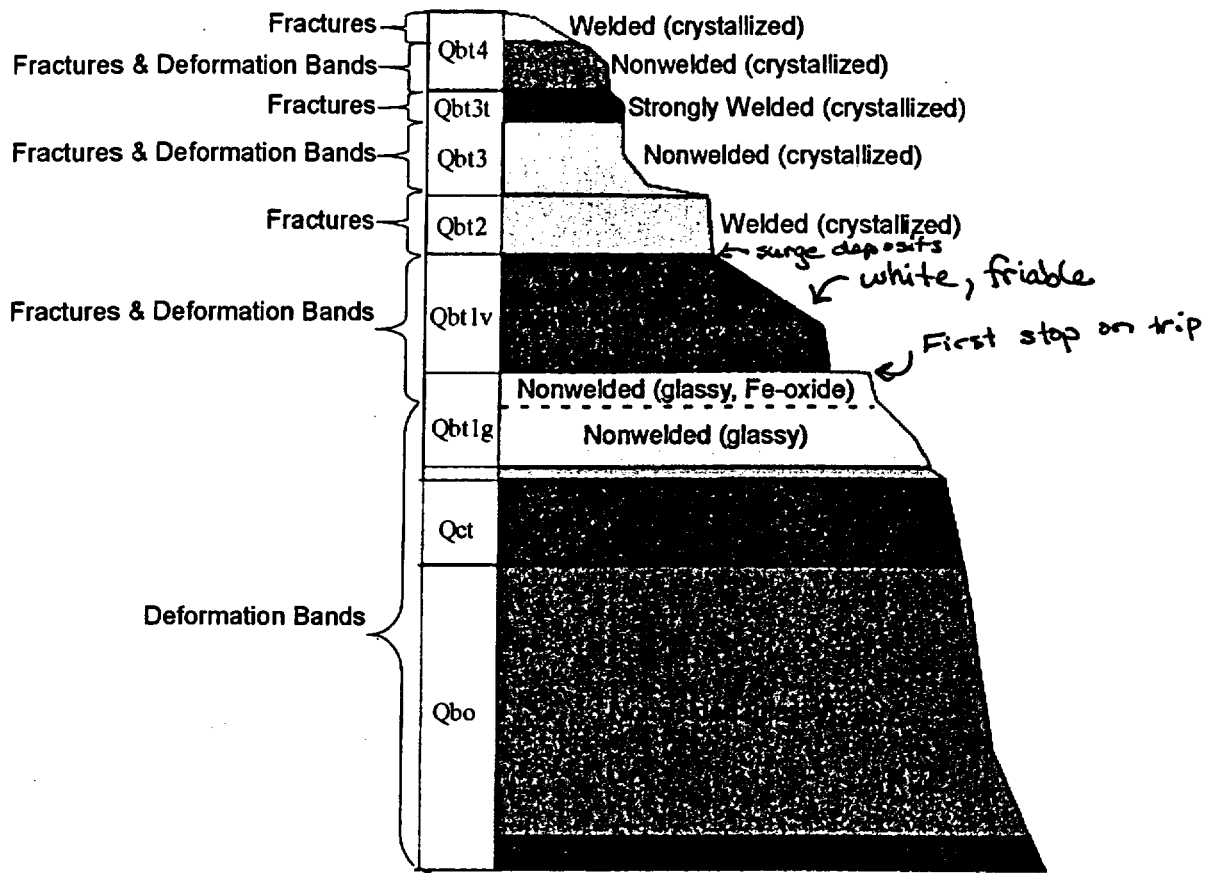 Fractures
Qbt4
Welded (crystallized)
Fractures & Deformation Bands
Nonwelded (crystallized)
Fractures
Qbt3t
Strongly Welded (crystallized)
Fractures & Deformation Bands
Qbt3
Nonwelded (crystallized)
Fractures
Qbt2
Welded (crystallized)
surge deposits
white, friable
Fractures & Deformation Bands
Qbt1v
First stop on trip
Nonwelded (glassy, Fe-oxide)
Qbt1g
Nonwelded (glassy)
Qct
Deformation Bands
Qbo